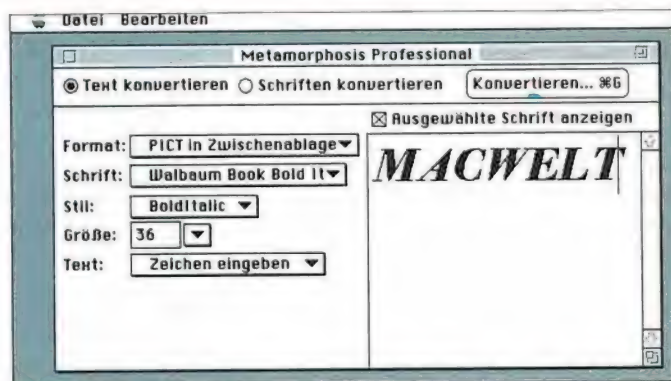 Datei Bearbeiten
Metamorphosis Professional
Text konvertieren Schriften konvertieren Konvertieren... ⌘G
Ausgewählte Schrift anzeigen
Format: PICT in Zwischenablage
Schrift: Walbaum Book Bold It
Stil: BoldItalic
Größe: 36
Text: Zeichen eingeben
MACWELT